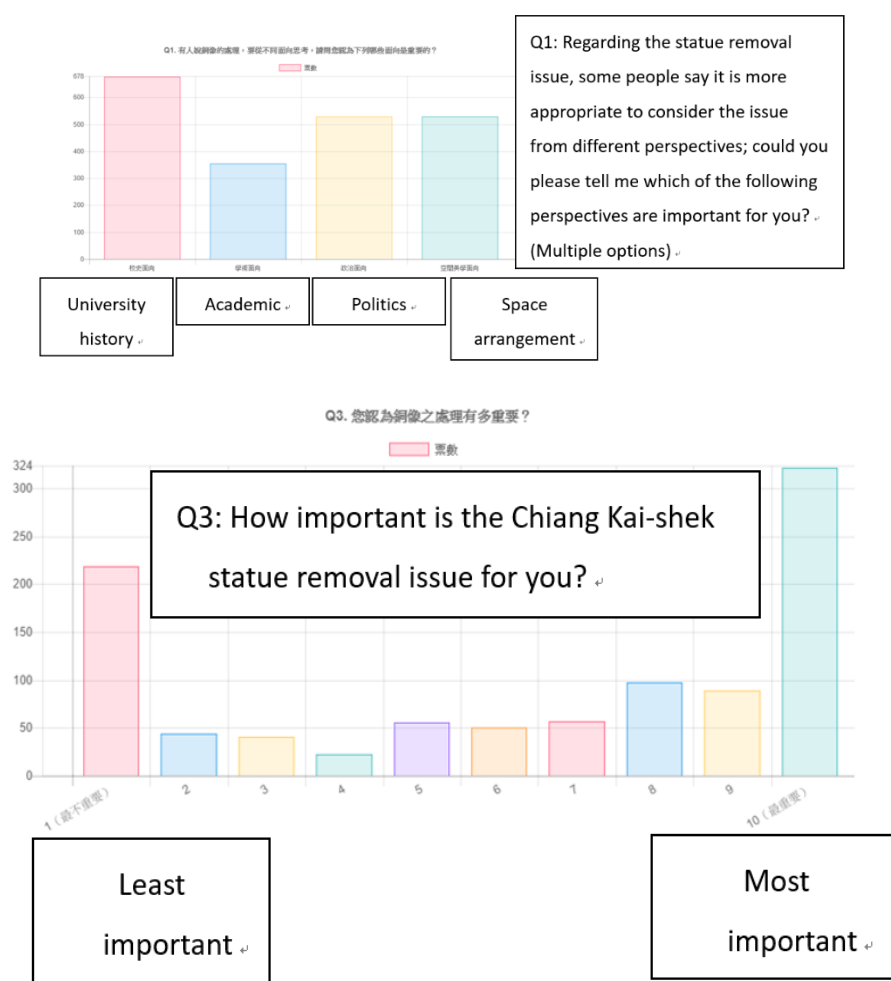 Q1. 有人說銅像的處理，要從不同面向思考，請問您認為下列哪些面向是重要的？
票數
678
600
500
400
300
200
100
0
校史面向 學術面向 政治面向 空間美學面向
Q1: Regarding the statue removal
issue, some people say it is more
appropriate to consider the issue
from different perspectives; could you
please tell me which of the following
perspectives are important for you?
(Multiple options)
University
history
Academic
Politics
Space
arrangement
Q3. 您認為銅像之處理有多重要？
票數
324
300
250
200
150
100
50
0
Q3: How important is the Chiang Kai-shek
statue removal issue for you?
1（最不重要） 2 3 4 5 6 7 8 9 10（最重要）
Least
important
Most
important